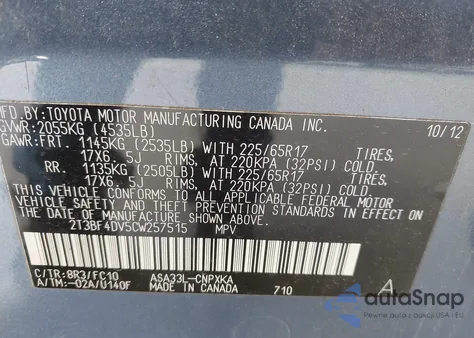 MFD.BY: TOYOTA MOTOR MANUFACTURING CANADA INC. 10/12
GVWR: 2055KG (4535LB)
GAWR: FRT. 1145KG (2535LB) WITH 225/65R17 TIRES,
17X6 . 5J RIMS, AT 220KPA (32PSI) COLD.
RR. 1135KG (2505LB) WITH 225/65R17 TIRES,
17X6 . 5J RIMS, AT 220KPA (32PSI) COLD.
THIS VEHICLE CONFORMS TO ALL APPLICABLE FEDERAL MOTOR
VEHICLE SAFETY AND BUMPER STANDARDS IN EFFECT ON THE DATE
OF MANUFACTURE SHOWN ABOVE.
2T3BF4DV5CW257515 MPV
C/TR: 8R3/FC10 ASA33L-CNPXKA A
A/TM: -02A/U140F MADE IN CANADA 710
autoSnap
USA - UA / EU